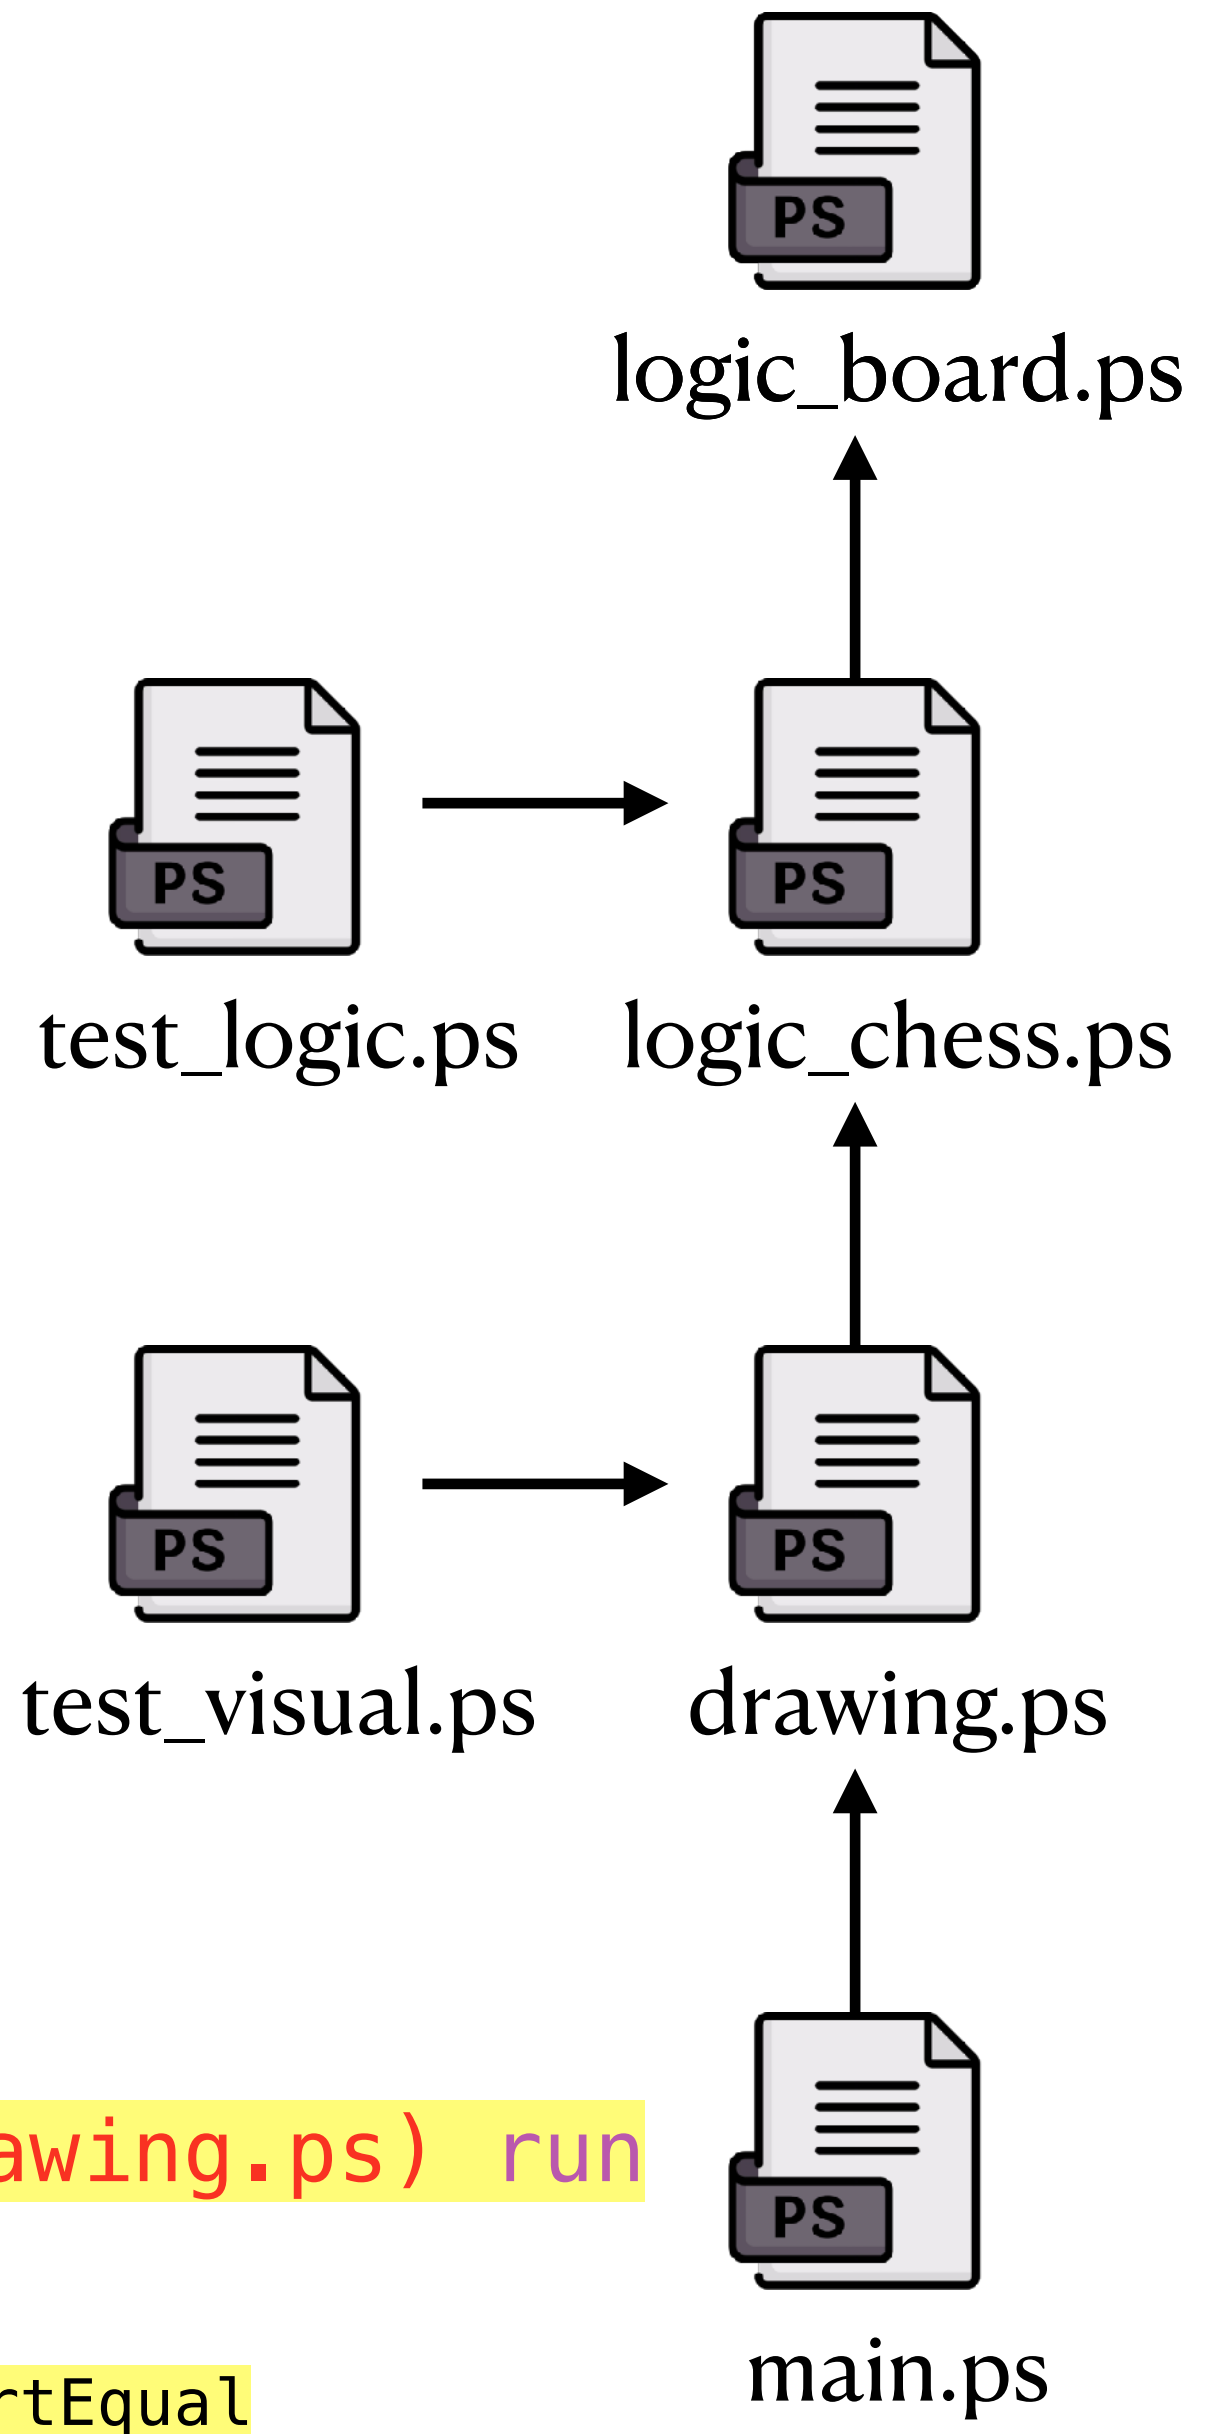 PS
logic_board.ps
PS PS
test_logic.ps logic_chess.ps
PS PS
test_visual.ps drawing.ps
awing.ps) run
PS
main.ps
rtEqual